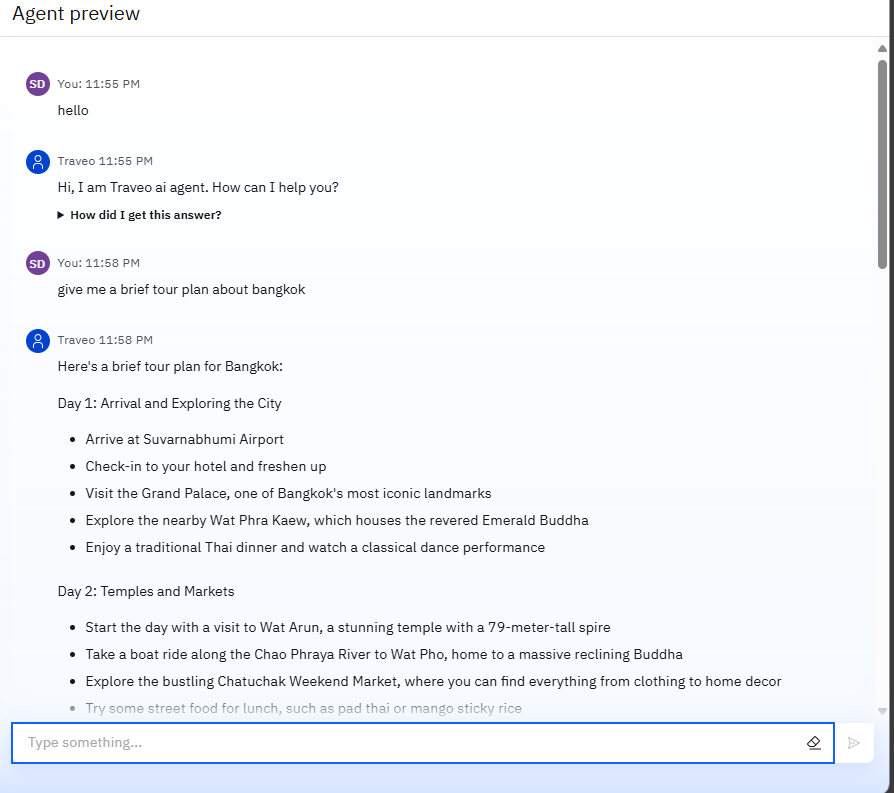 Agent preview
SD You: 11:55 PM
hello
Traveo 11:55 PM
Hi, I am Traveo ai agent. How can I help you?
How did I get this answer?
SD You: 11:58 PM
give me a brief tour plan about bangkok
Traveo 11:58 PM
Here's a brief tour plan for Bangkok:
Day 1: Arrival and Exploring the City
Arrive at Suvarnabhumi Airport
Check-in to your hotel and freshen up
Visit the Grand Palace, one of Bangkok's most iconic landmarks
Explore the nearby Wat Phra Kaew, which houses the revered Emerald Buddha
Enjoy a traditional Thai dinner and watch a classical dance performance
Day 2: Temples and Markets
Start the day with a visit to Wat Arun, a stunning temple with a 79-meter-tall spire
Take a boat ride along the Chao Phraya River to Wat Pho, home to a massive reclining Buddha
Explore the bustling Chatuchak Weekend Market, where you can find everything from clothing to home decor
Try some street food for lunch, such as pad thai or mango sticky rice
Type something...